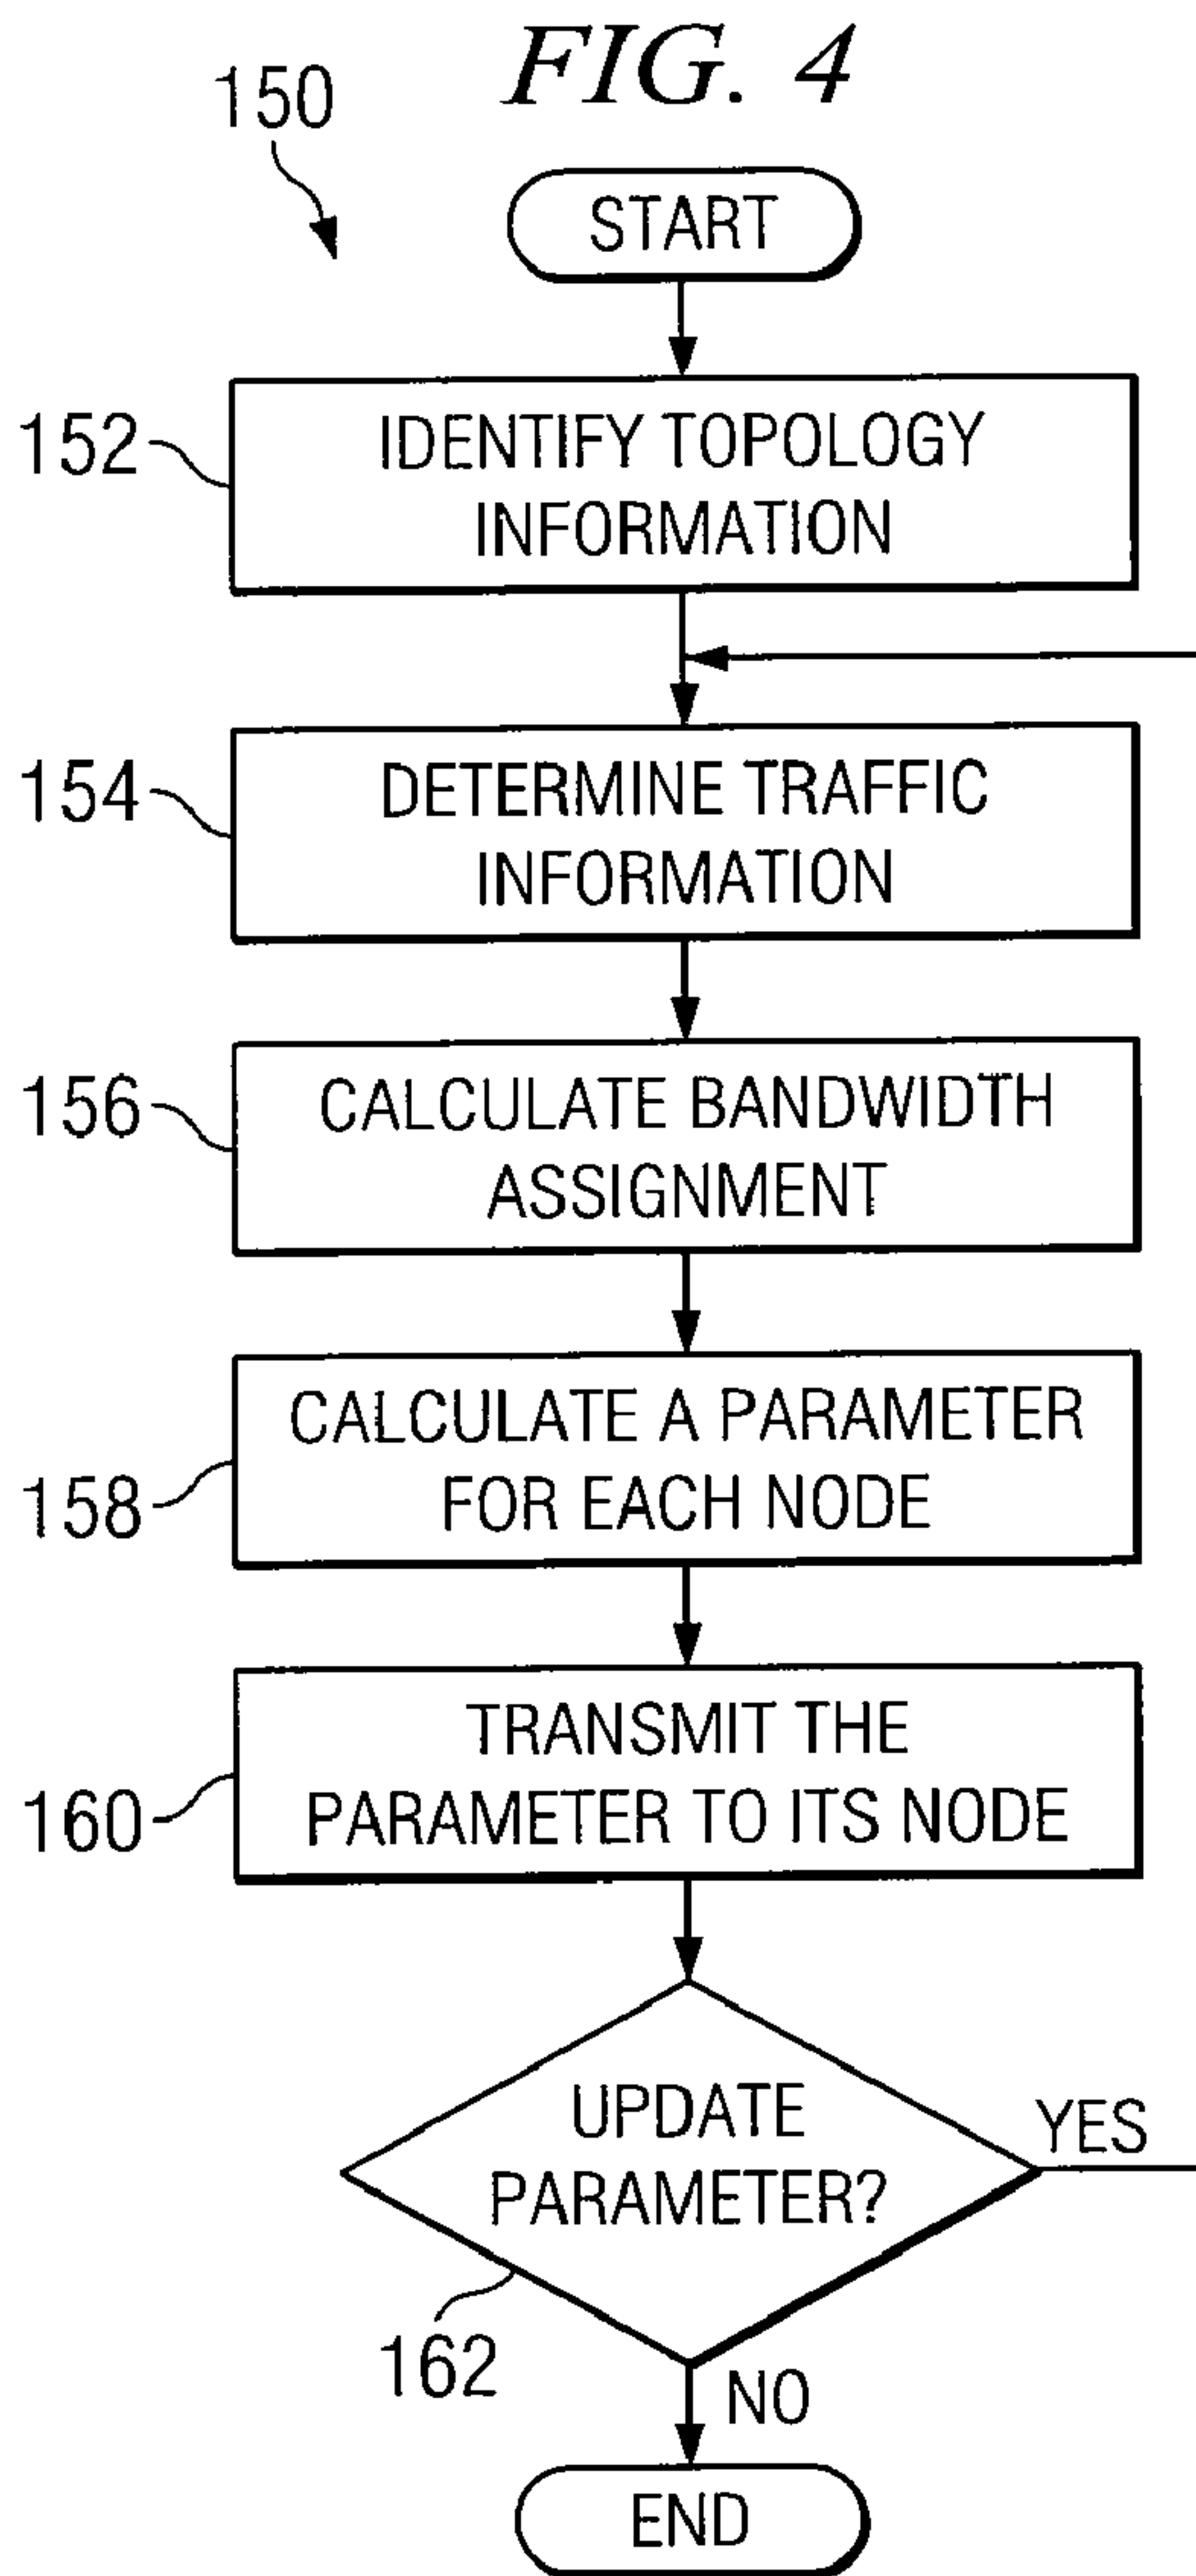 FIG. 4
150
START
152
IDENTIFY TOPOLOGY
INFORMATION
154
DETERMINE TRAFFIC
INFORMATION
156
CALCULATE BANDWIDTH
ASSIGNMENT
158
CALCULATE A PARAMETER
FOR EACH NODE
160
TRANSMIT THE
PARAMETER TO ITS NODE
UPDATE
PARAMETER?
YES
162
NO
END